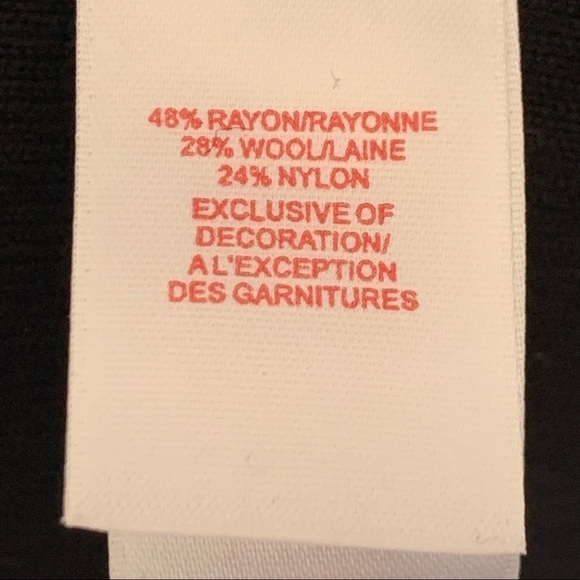 48% RAYON/RAYONNE
28% WOOL/LAINE
24% NYLON
EXCLUSIVE OF
DECORATION/
A L'EXCEPTION
DES GARNITURES